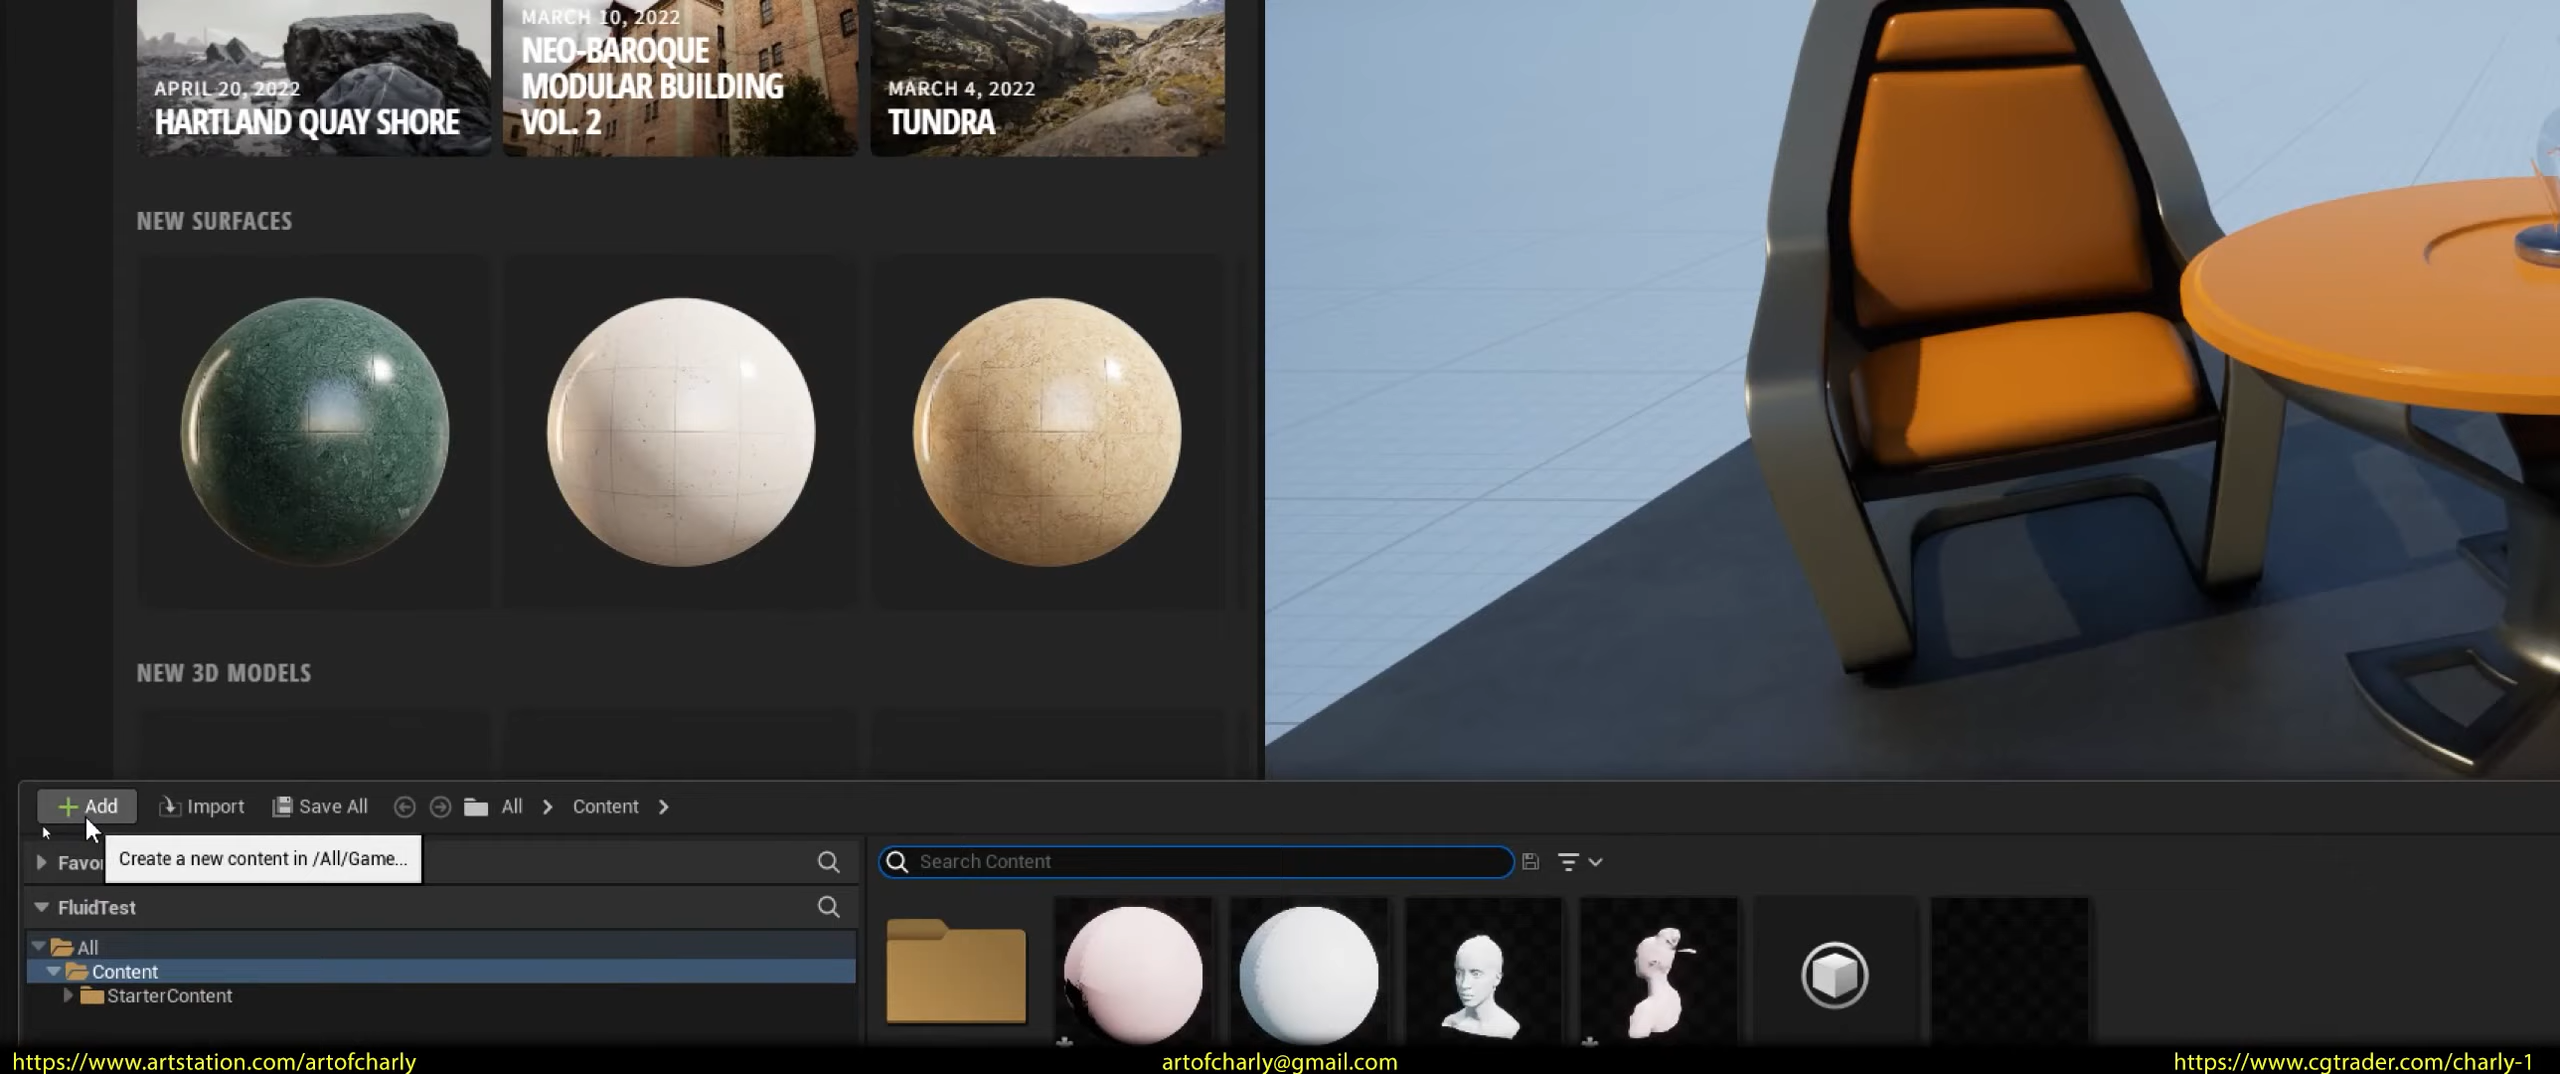 APRIL 20, 2022
HARTLAND QUAY SHORE
MARCH 10, 2022
NEO-BAROQUE
MODULAR BUILDING
VOL. 2
MARCH 4, 2022
TUNDRA
NEW SURFACES
NEW 3D MODELS
Add
Import
Save All
All
Content
Create a new content in /All/Game...
Favo
Search Content
FluidTest
All
Content
StarterContent
https://www.artstation.com/artofcharly
artofcharly@gmail.com
https://www.cgtrader.com/charly-1